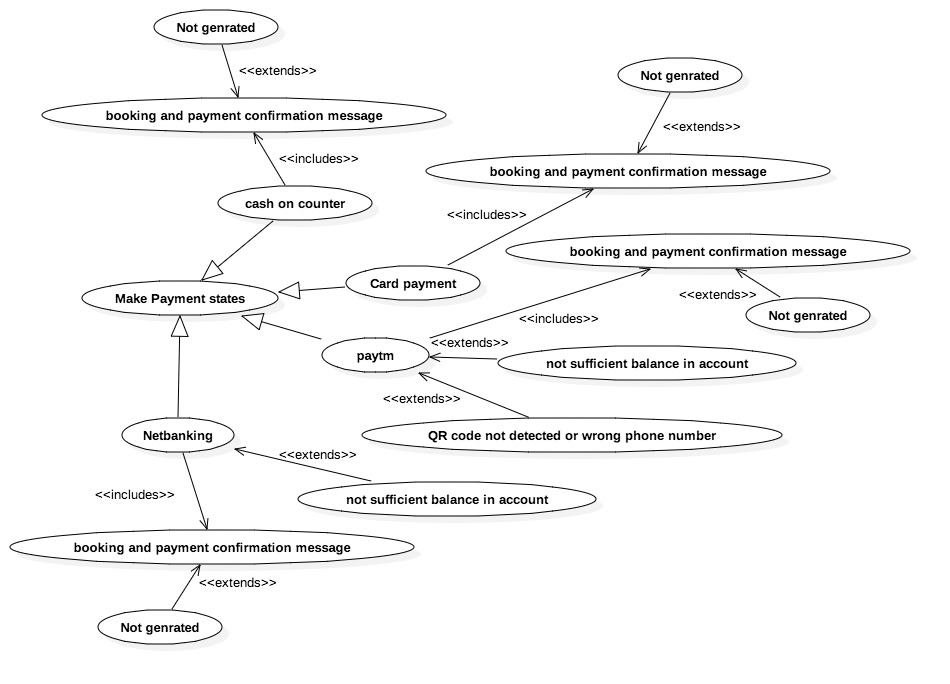 Not genrated
<<extends>>
Not genrated
booking and payment confirmation message
<<extends>>
<<includes>>
booking and payment confirmation message
cash on counter
<<includes>>
booking and payment confirmation message
Card payment
<<extends>>
Make Payment states
Not genrated
<<includes>>
<<extends>>
paytm
not sufficient balance in account
<<extends>>
Netbanking
QR code not detected or wrong phone number
<<extends>>
<<includes>>
not sufficient balance in account
booking and payment confirmation message
<<extends>>
Not genrated